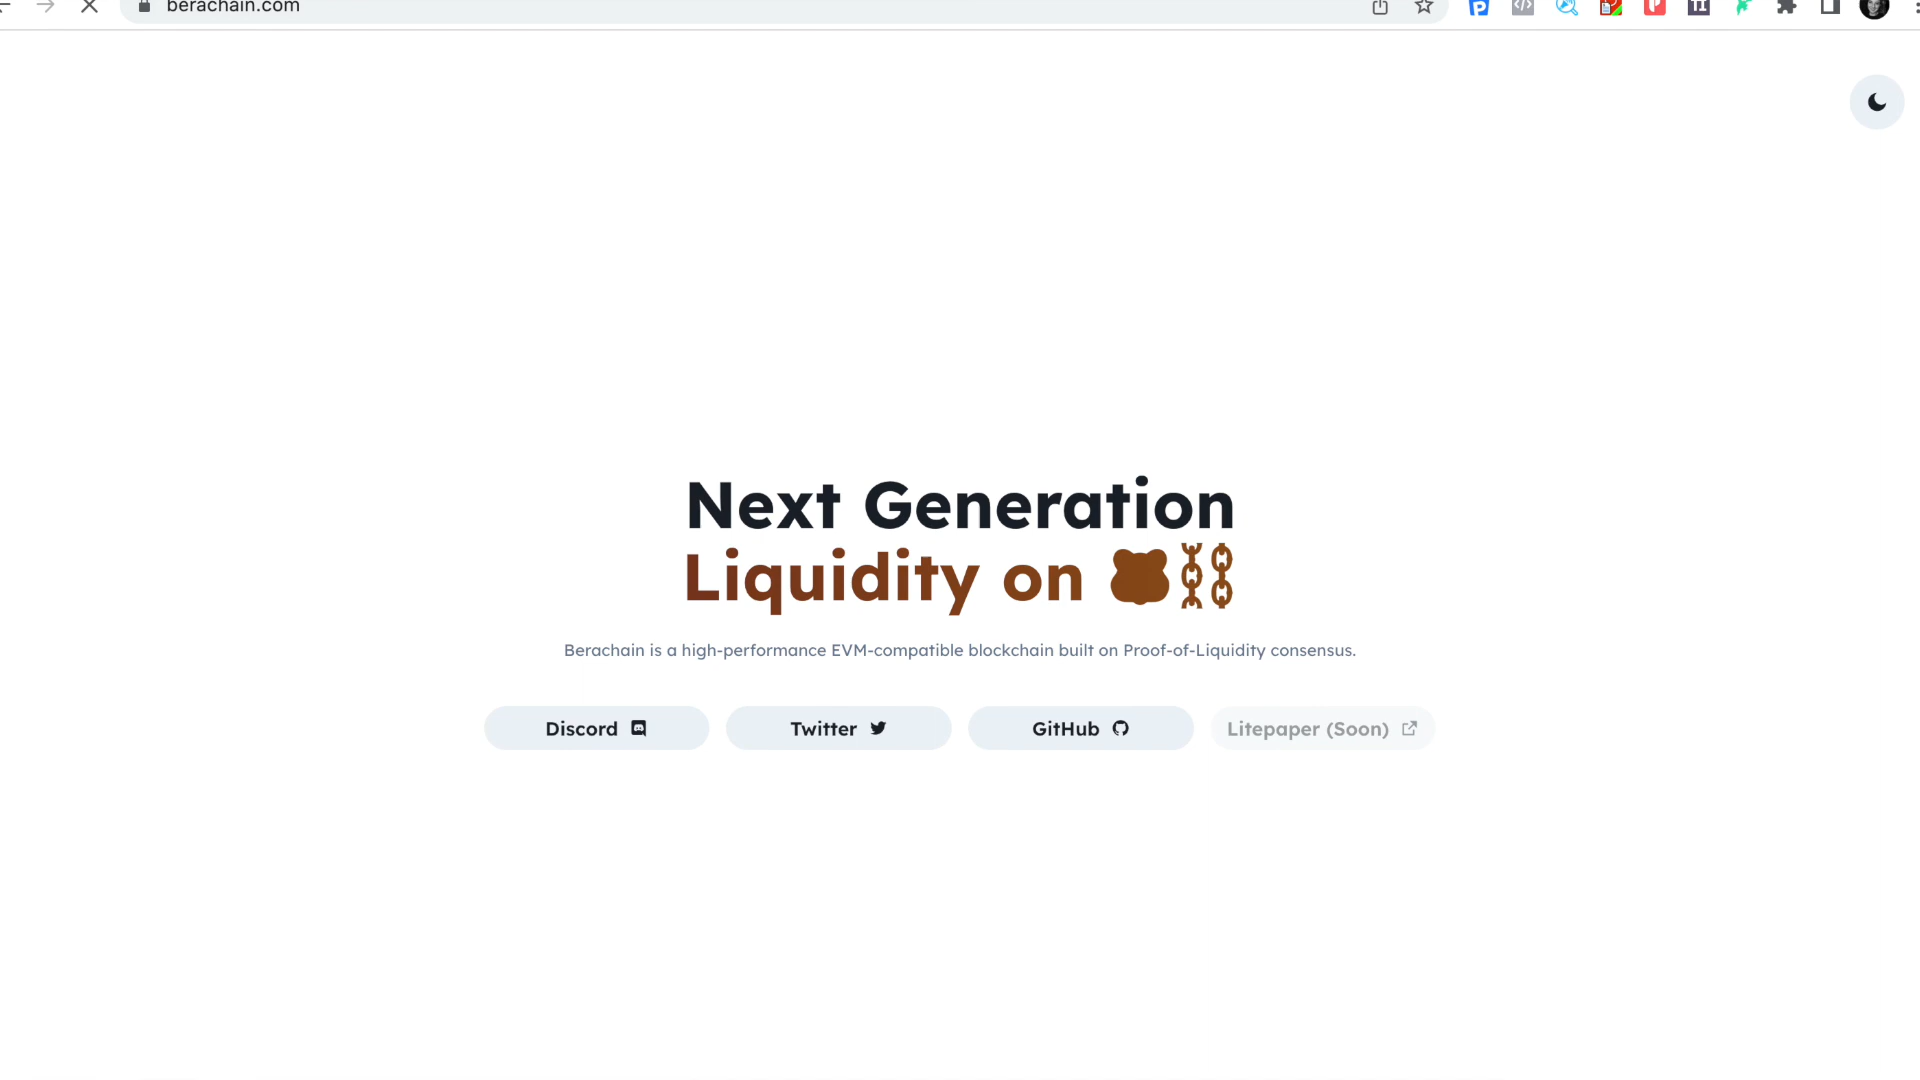 berachain.com
Next Generation
Liquidity on
Berachain is a high-performance EVM-compatible blockchain built on Proof-of-Liquidity consensus.
Discord
Twitter
GitHub
Litepaper (Soon)